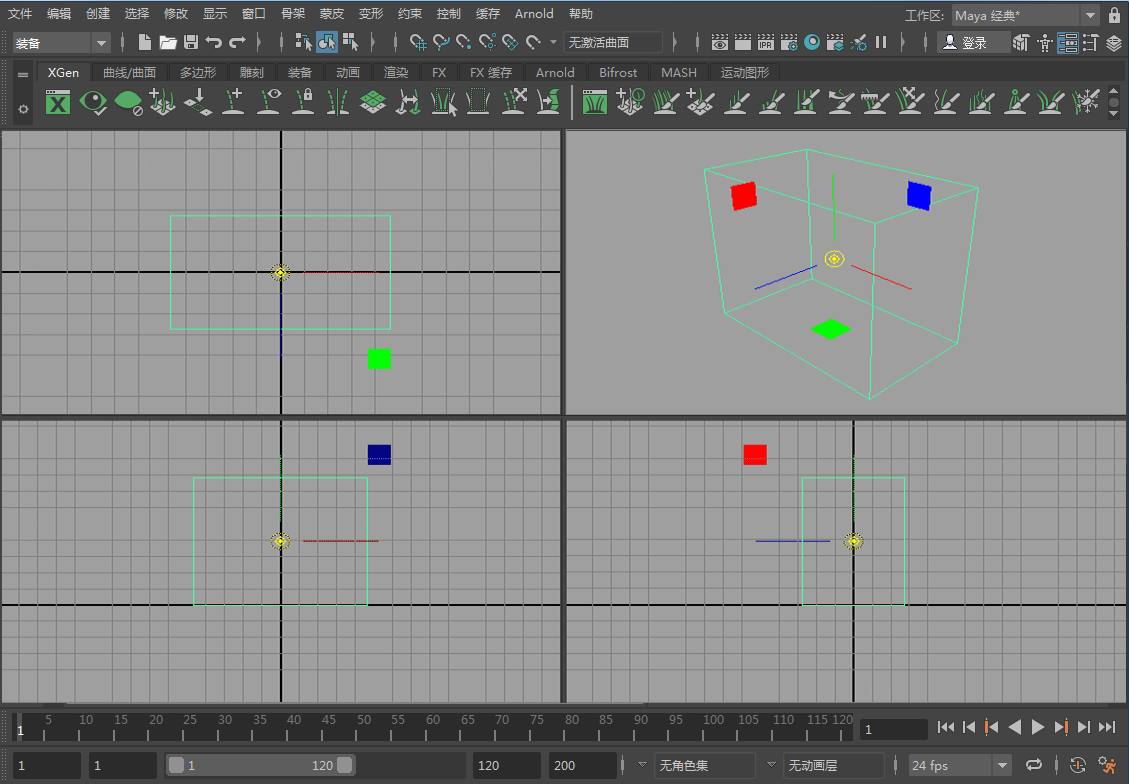 文件 编辑 创建 选择 修改 显示 窗口 骨架 蒙皮 变形 约束 控制 缓存 Arnold 帮助 工作区: Maya 经典*
装备 无激活曲面 IPR 登录
XGen 曲线/曲面 多边形 雕刻 装备 动画 渲染 FX FX 缓存 Arnold Bifrost MASH 运动图形
1 5 10 15 20 25 30 35 40 45 50 55 60 65 70 75 80 85 90 95 100 105 110 115 120 1
1 1 1 120 120 200 无角色集 无动画层 24 fps